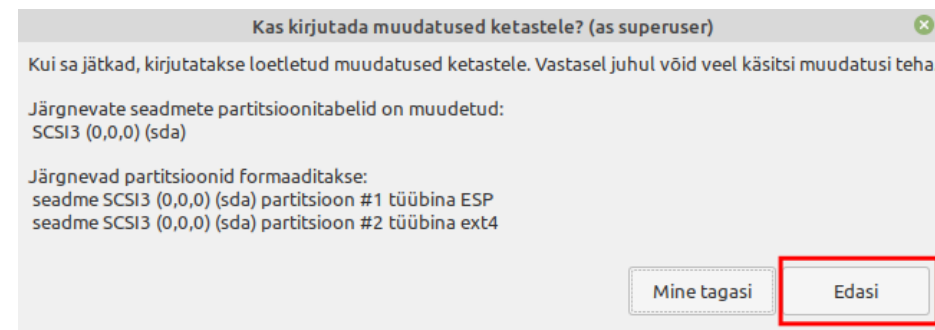 Kas kirjutada muudatused ketastele? (as superuser)
Kui sa jätkad, kirjutatakse loetletud muudatused ketastele. Vastasel juhul võid veel käsitsi muudatusi teha
Järgnevate seadmete partitsioonitabelid on muudetud:
SCSI3 (0,0,0) (sda)
Järgnevad partitsioonid formaaditakse:
seadme SCSI3 (0,0,0) (sda) partitsioon #1 tüübina ESP
seadme SCSI3 (0,0,0) (sda) partitsioon #2 tüübina ext4
Mine tagasi Edasi